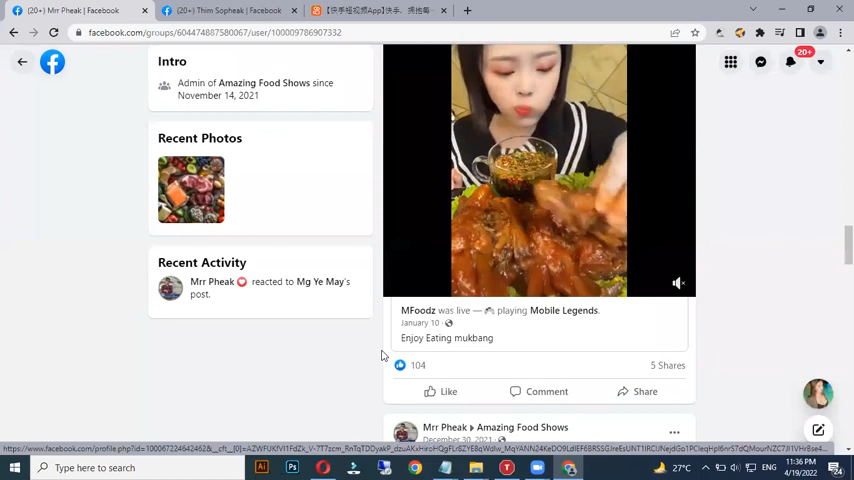 (20+) Mrr Pheak | Facebook
(20+) Thim Sopheak | Facebook
facebook.com/groups/604474887580067/user/100009786907332
20+
Intro
Admin of Amazing Food Shows since
November 14, 2021
Recent Photos
Recent Activity
Mrr Pheak reacted to Mg Ye May's
post.
MFoodz was live — playing Mobile Legends.
January 10
Enjoy Eating mukbang
104
5 Shares
Like
Comment
Share
Mrr Pheak Amazing Food Shows
December 30, 2021
Type here to search
27°C
ENG
11:36 PM
4/19/2022